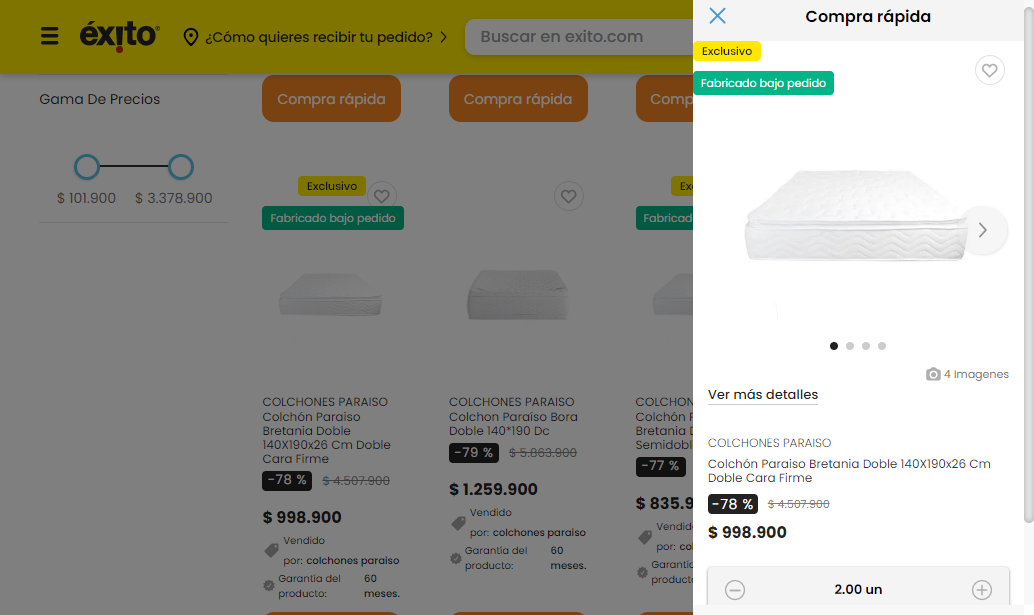 éxito
¿Cómo quieres recibir tu pedido?
Buscar en exito.com
Gama De Precios
$ 101.900 $ 3.378.900
Compra rápida
Exclusivo
Fabricado bajo pedido
COLCHONES PARAISO
Colchón Paraiso
Bretania Doble
140X190x26 Cm Doble
Cara Firme
-78 % $ 4.507.900
$ 998.900
Vendido
por: colchones paraiso
Garantía del
producto:
60
meses.
Compra rápida
COLCHONES PARAISO
Colchon Paraíso Bora
Doble 140*190 Dc
-79 % $ 5.863.900
$ 1.259.900
Vendido
por: colchones paraiso
Garantía del
producto:
60
meses.
Comp
Ex
Fabricad
COLCHONES
Colchón P
Bretania D
Semidobl
-77 %
$ 835.9
Vendid
por: co
Garantí
product
Compra rápida
Exclusivo
Fabricado bajo pedido
4 Imagenes
Ver más detalles
COLCHONES PARAISO
Colchón Paraiso Bretania Doble 140X190x26 Cm
Doble Cara Firme
-78 % $ 4.507.900
$ 998.900
2.00 un